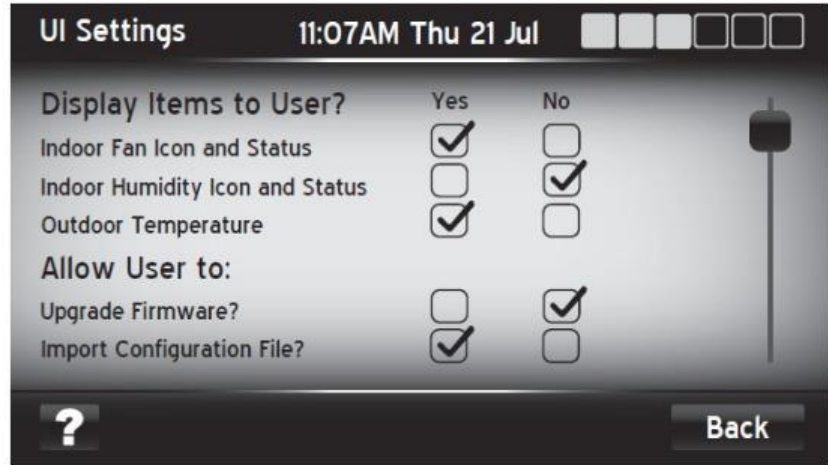 UI Settings 11:07AM Thu 21 Jul
Display Items to User? Yes No
Indoor Fan Icon and Status
Indoor Humidity Icon and Status
Outdoor Temperature
Allow User to:
Upgrade Firmware?
Import Configuration File?
? Back